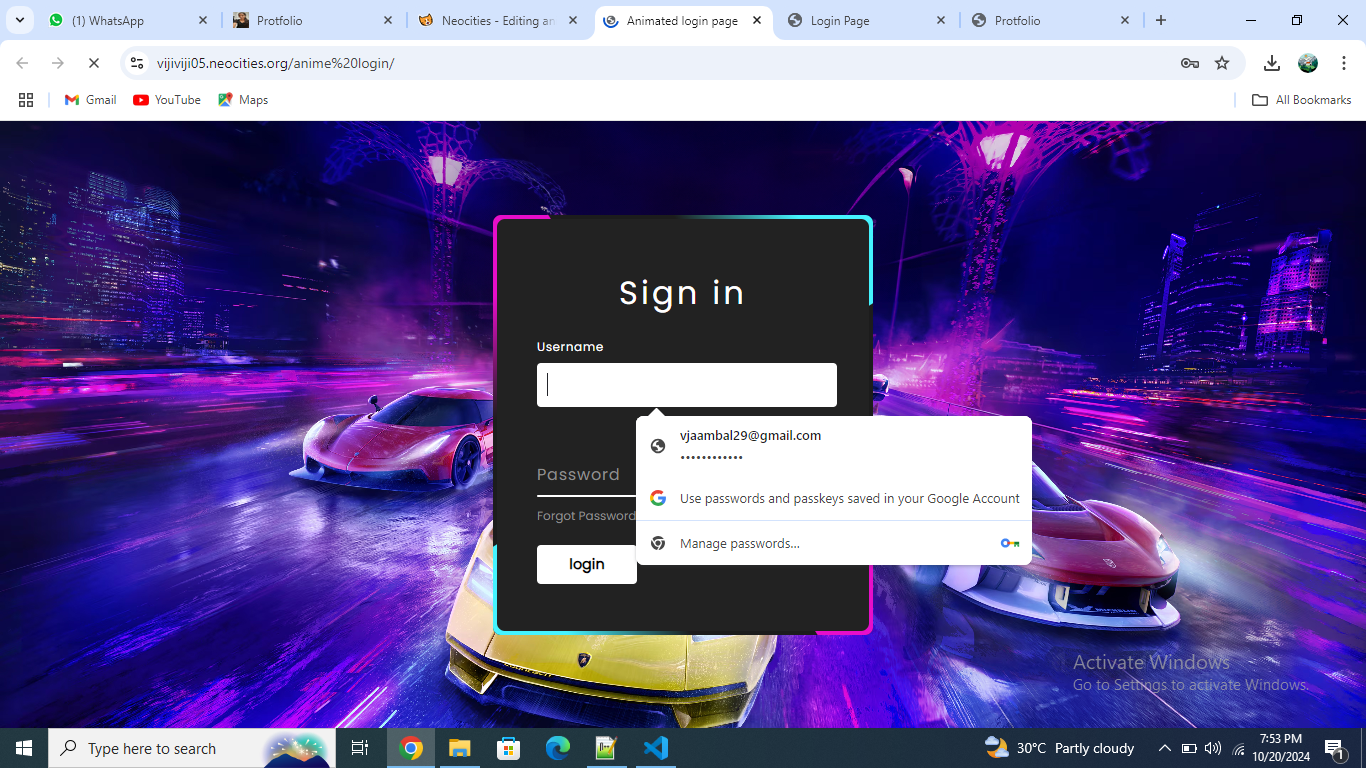 (1) WhatsApp
Protfolio
Neocities - Editing an
Animated login page
Login Page
Protfolio
vijiviji05.neocities.org/anime%20login/
Gmail
YouTube
Maps
All Bookmarks
Sign in
Username
vjaambal29@gmail.com
••••••••••••
Password
Use passwords and passkeys saved in your Google Account
Forgot Password
Manage passwords...
login
Activate Windows
Go to Settings to activate Windows.
Type here to search
30°C Partly cloudy
7:53 PM
10/20/2024
1